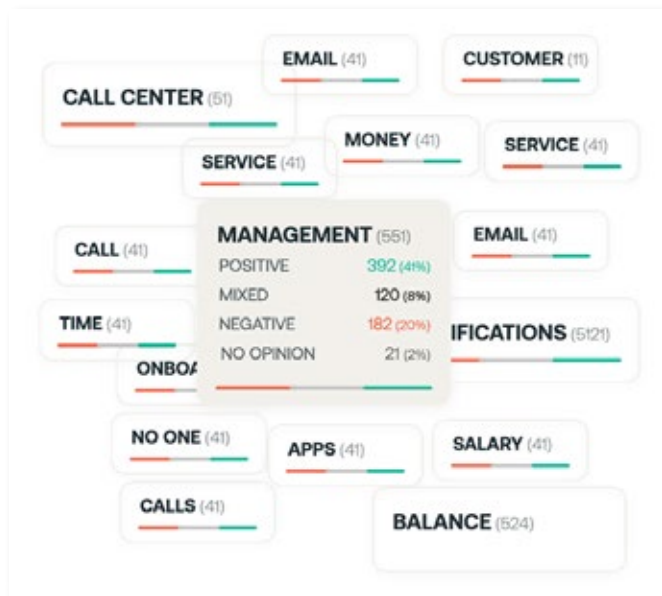 EMAIL (41)
CUSTOMER (11)
CALL CENTER (51)
MONEY (41)
SERVICE (41)
SERVICE (41)
MANAGEMENT (551)
POSITIVE 392 (41%)
MIXED 120 (8%)
NEGATIVE 182 (20%)
NO OPINION 21 (2%)
EMAIL (41)
CALL (41)
TIME (41)
IFICATIONS (5121)
ONBOA
NO ONE (41)
APPS (41)
SALARY (41)
CALLS (41)
BALANCE (524)